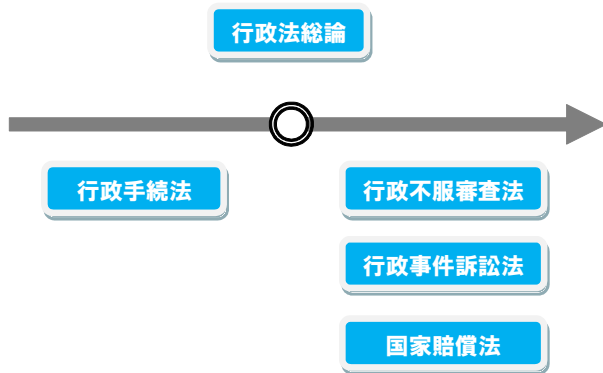 行政法総論
行政手続法
行政不服審査法
行政事件訴訟法
国家賠償法